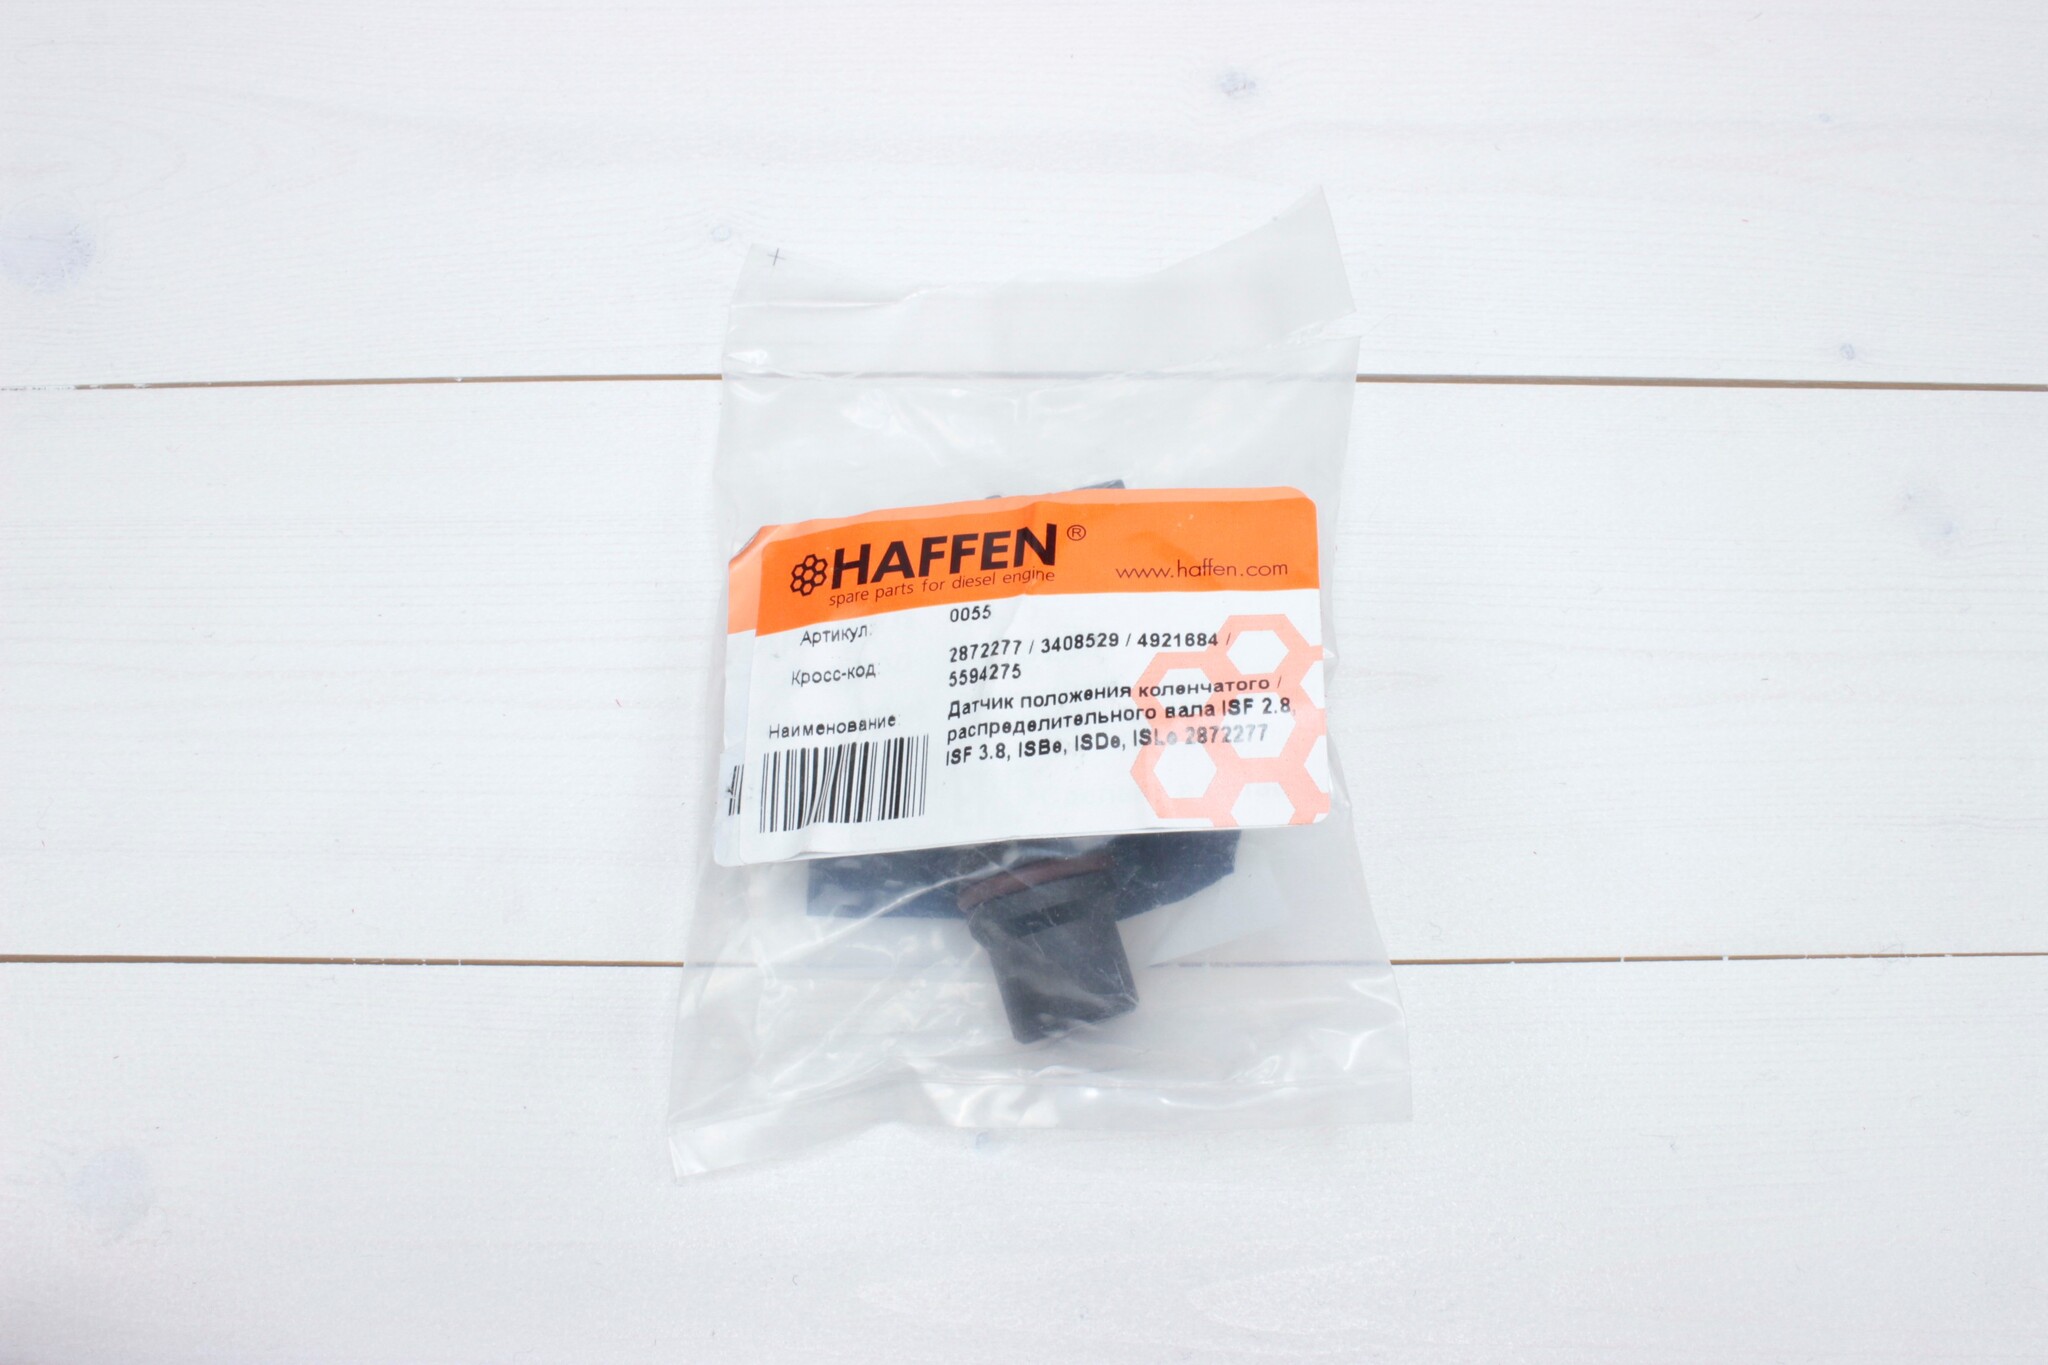 HAFFEN®
spare parts for diesel engine
www.haffen.com
Артикул: 0055
Кросс-код: 2872277 / 3408529 / 4921684 /
5594275
Наименование: Датчик положения коленчатого /
распределительного вала ISF 2.8,
ISF 3.8, ISBe, ISDe, ISLe 2872277